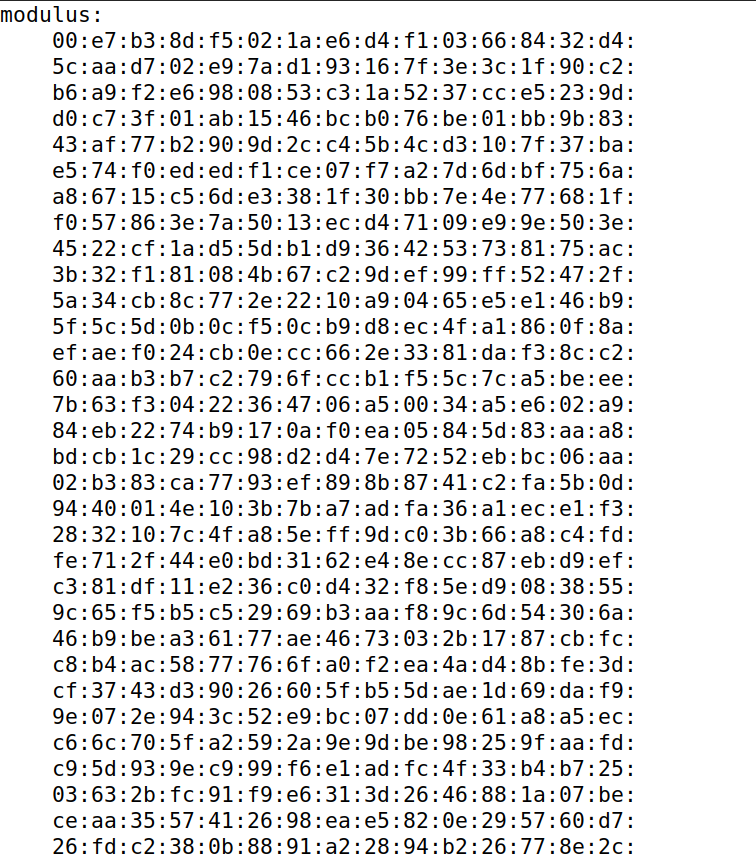 modulus:
00:e7:b3:8d:f5:02:1a:e6:d4:f1:03:66:84:32:d4:
5c:aa:d7:02:e9:7a:d1:93:16:7f:3e:3c:1f:90:c2:
b6:a9:f2:e6:98:08:53:c3:1a:52:37:cc:e5:23:9d:
d0:c7:3f:01:ab:15:46:bc:b0:76:be:01:bb:9b:83:
43:af:77:b2:90:9d:2c:c4:5b:4c:d3:10:7f:37:ba:
e5:74:f0:ed:ed:f1:ce:07:f7:a2:7d:6d:bf:75:6a:
a8:67:15:c5:6d:e3:38:1f:30:bb:7e:4e:77:68:1f:
f0:57:86:3e:7a:50:13:ec:d4:71:09:e9:9e:50:3e:
45:22:cf:1a:d5:5d:b1:d9:36:42:53:73:81:75:ac:
3b:32:f1:81:08:4b:67:c2:9d:ef:99:ff:52:47:2f:
5a:34:cb:8c:77:2e:22:10:a9:04:65:e5:e1:46:b9:
5f:5c:5d:0b:0c:f5:0c:b9:d8:ec:4f:a1:86:0f:8a:
ef:ae:f0:24:cb:0e:cc:66:2e:33:81:da:f3:8c:c2:
60:aa:b3:b7:c2:79:6f:cc:b1:f5:5c:7c:a5:be:ee:
7b:63:f3:04:22:36:47:06:a5:00:34:a5:e6:02:a9:
84:eb:22:74:b9:17:0a:f0:ea:05:84:5d:83:aa:a8:
bd:cb:1c:29:cc:98:d2:d4:7e:72:52:eb:bc:06:aa:
02:b3:83:ca:77:93:ef:89:8b:87:41:c2:fa:5b:0d:
94:40:01:4e:10:3b:7b:a7:ad:fa:36:a1:ec:e1:f3:
28:32:10:7c:4f:a8:5e:ff:9d:c0:3b:66:a8:c4:fd:
fe:71:2f:44:e0:bd:31:62:e4:8e:cc:87:eb:d9:ef:
c3:81:df:11:e2:36:c0:d4:32:f8:5e:d9:08:38:55:
9c:65:f5:b5:c5:29:69:b3:aa:f8:9c:6d:54:30:6a:
46:b9:be:a3:61:77:ae:46:73:03:2b:17:87:cb:fc:
c8:b4:ac:58:77:76:6f:a0:f2:ea:4a:d4:8b:fe:3d:
cf:37:43:d3:90:26:60:5f:b5:5d:ae:1d:69:da:f9:
9e:07:2e:94:3c:52:e9:bc:07:dd:0e:61:a8:a5:ec:
c6:6c:70:5f:a2:59:2a:9e:9d:be:98:25:9f:aa:fd:
c9:5d:93:9e:c9:99:f6:e1:ad:fc:4f:33:b4:b7:25:
03:63:2b:fc:91:f9:e6:31:3d:26:46:88:1a:07:be:
ce:aa:35:57:41:26:98:ea:e5:82:0e:29:57:60:d7:
26:fd:c2:38:0b:88:91:a2:28:94:b2:26:77:8e:2c: